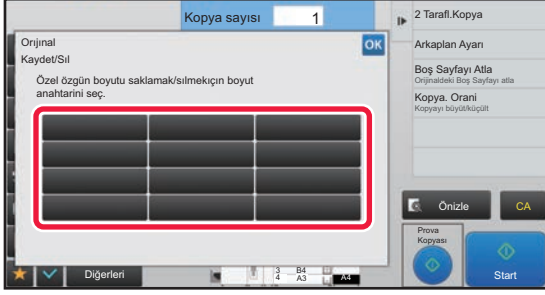 Kopya sayısı 1
Orijinal
Kaydet/Sil
OK
Özel özgün boyutu saklamak/silmekiçın boyut
anahtarini seç.
2 Tarafl.Kopya
Arkaplan Ayarı
Boş Sayfayı Atla
Orijinaldeki Boş Sayfayı atla
Kopya. Orani
Kopyayı büyüt/küçült
Önizle
CA
Prova
Kopyası
Start
Diğerleri
3 B4
4 A3
A4